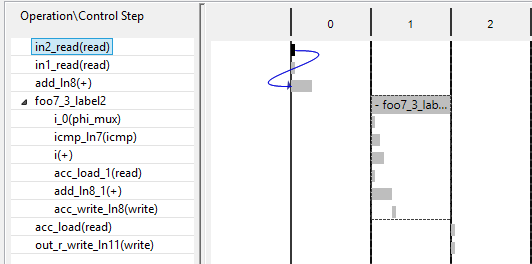 Operation\Control Step
0
1
2
in2_read(read)
in1_read(read)
add_ln8(+)
foo7_3_label2
- foo7_3_lab...
i_0(phi_mux)
icmp_ln7(icmp)
i(+)
acc_load_1(read)
add_ln8_1(+)
acc_write_ln8(write)
acc_load(read)
out_r_write_ln11(write)